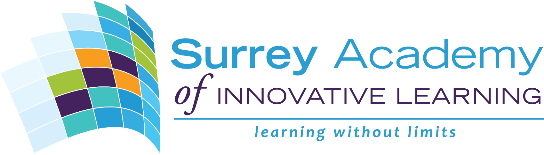 Surrey Academy
of INNOVATIVE LEARNING
learning without limits